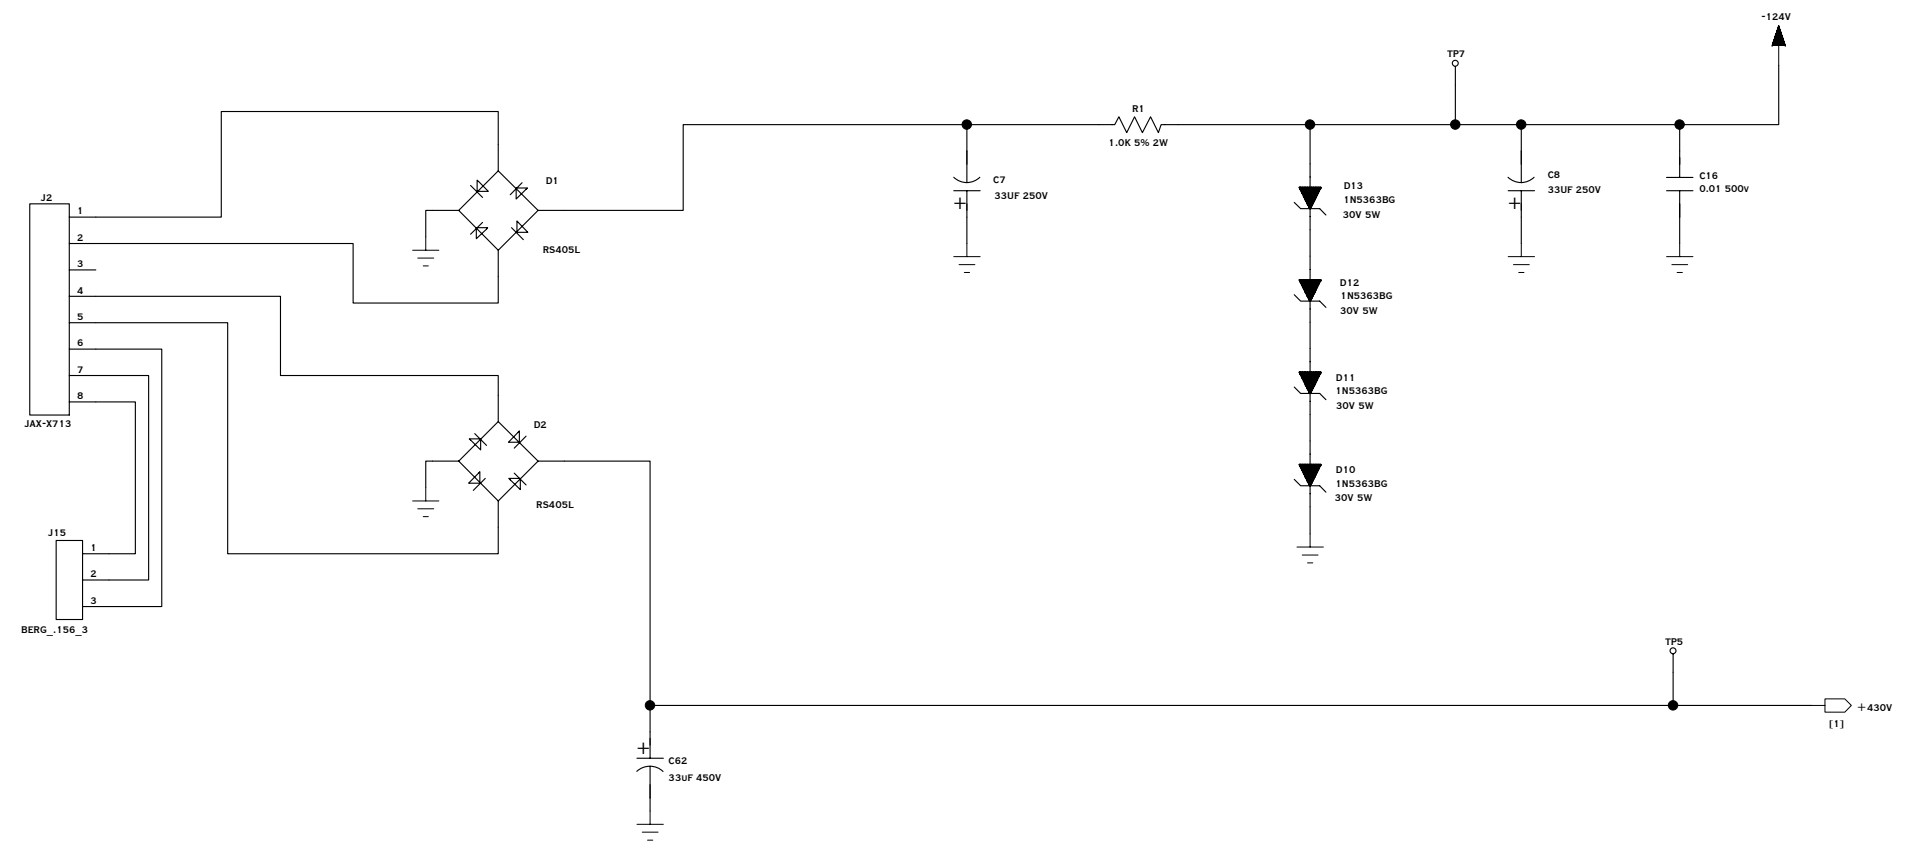 -124V
TP7
R1
1.0K 5% 2W
D1
RS405L
C7
33UF 250V
+
D13
1N5363BG
30V 5W
C8
33UF 250V
+
C16
0.01 500v
J2
1
2
3
4
5
6
7
8
JAX-X713
D12
1N5363BG
30V 5W
D11
1N5363BG
30V 5W
D10
1N5363BG
30V 5W
D2
RS405L
J15
1
2
3
BERG_.156_3
TP5
+430V
[1]
+
C62
33uF 450V